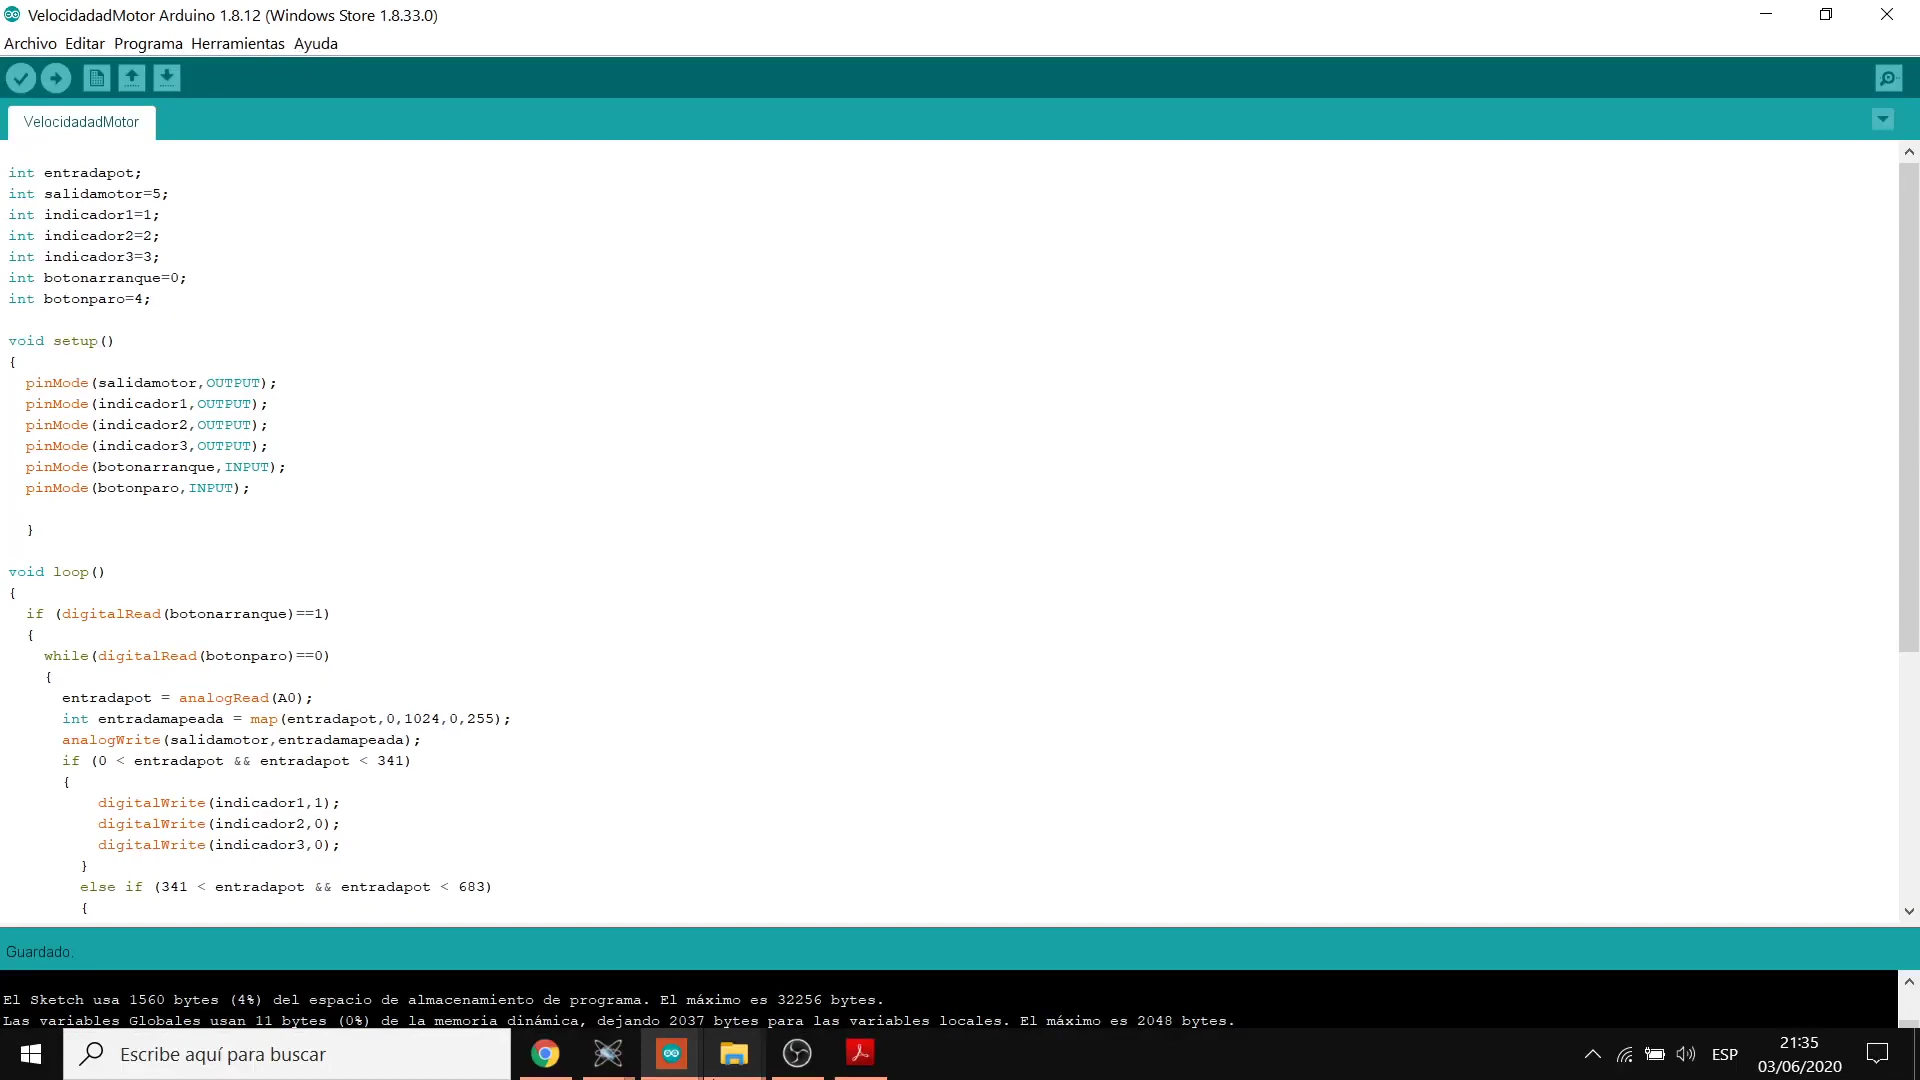 VelocidadadMotor Arduino 1.8.12 (Windows Store 1.8.33.0)
Archivo Editar Programa Herramientas Ayuda
VelocidadadMotor
int entradapot;
int salidamotor=5;
int indicador1=1;
int indicador2=2;
int indicador3=3;
int botonarranque=0;
int botonparo=4;
void setup()
{
pinMode(salidamotor,OUTPUT);
pinMode(indicador1,OUTPUT);
pinMode(indicador2,OUTPUT);
pinMode(indicador3,OUTPUT);
pinMode(botonarranque,INPUT);
pinMode(botonparo,INPUT);
}
void loop()
{
if (digitalRead(botonarranque)==1)
{
while(digitalRead(botonparo)==0)
{
entradapot = analogRead(A0);
int entradamapeada = map(entradapot,0,1024,0,255);
analogWrite(salidamotor,entradamapeada);
if (0 < entradapot && entradapot < 341)
{
digitalWrite(indicador1,1);
digitalWrite(indicador2,0);
digitalWrite(indicador3,0);
}
else if (341 < entradapot && entradapot < 683)
{
Guardado.
El Sketch usa 1560 bytes (4%) del espacio de almacenamiento de programa. El máximo es 32256 bytes.
Las variables Globales usan 11 bytes (0%) de la memoria dinámica, dejando 2037 bytes para las variables locales. El máximo es 2048 bytes.
Escribe aquí para buscar
ESP
21:35
03/06/2020